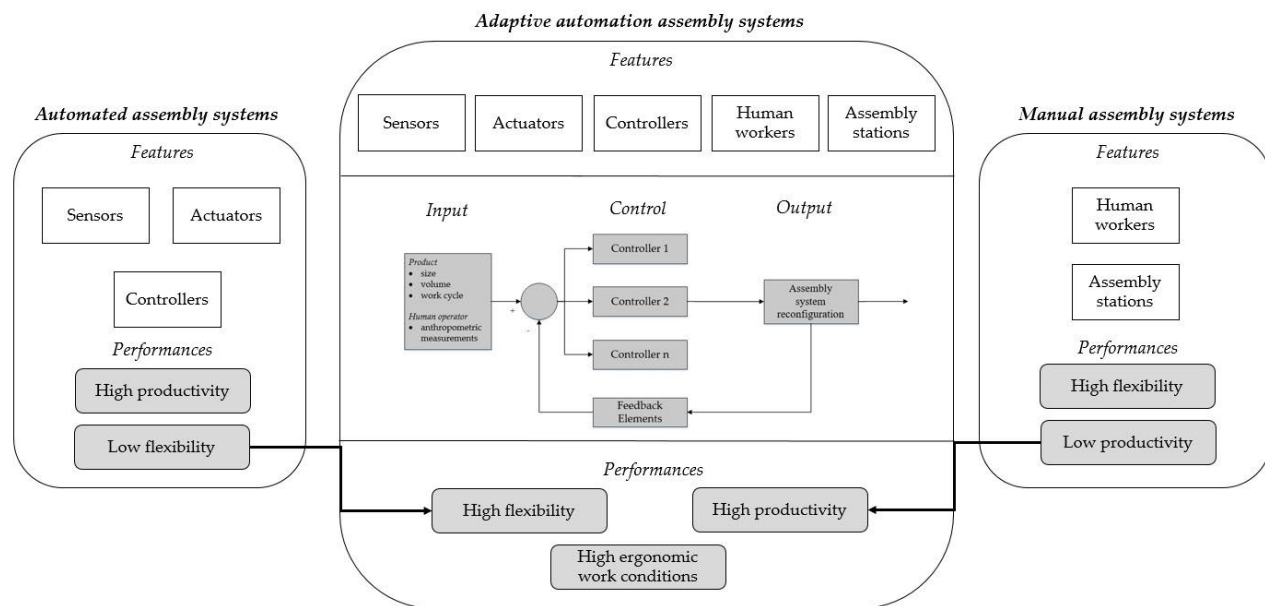 Adaptive automation assembly systems
Features
Sensors
Actuators
Controllers
Human
workers
Assembly
stations
Input
Control
Output
Product
• size
• volume
• work cycle
Human operator
• anthropometric
measurements
+
-
Controller 1
Controller 2
Controller n
Assembly
system
reconfiguration
Feedback
Elements
Performances
High flexibility
High productivity
High ergonomic
work conditions
Automated assembly systems
Features
Sensors
Actuators
Controllers
Performances
High productivity
Low flexibility
Manual assembly systems
Features
Human
workers
Assembly
stations
Performances
High flexibility
Low productivity